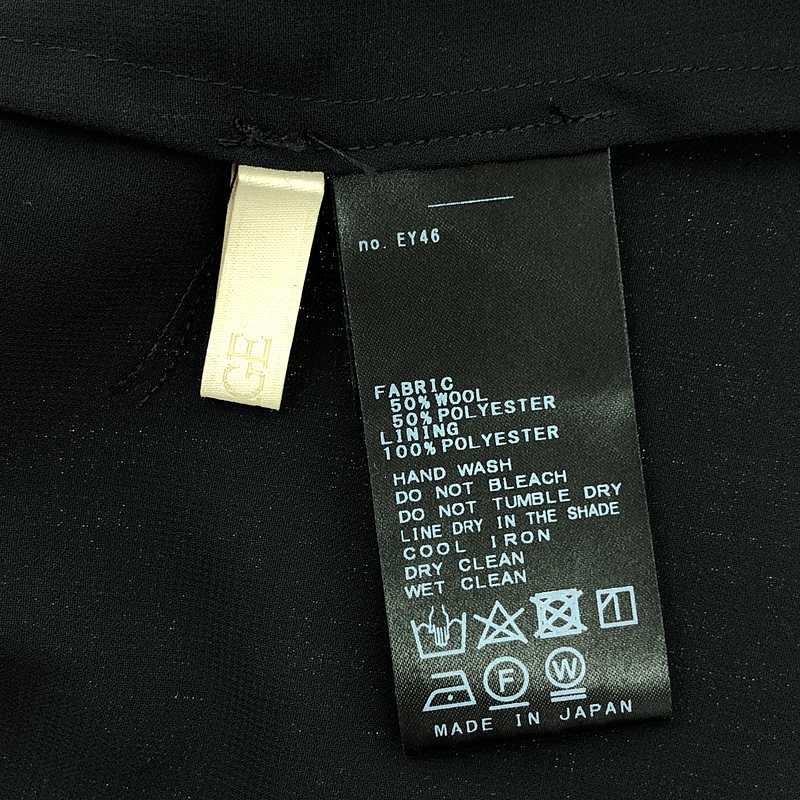 GE
no. EY46
FABRIC
50% WOOL
50% POLYESTER
LINING
100% POLYESTER
HAND WASH
DO NOT BLEACH
DO NOT TUMBLE DRY
LINE DRY IN THE SHADE
COOL IRON
DRY CLEAN
WET CLEAN
F
W
MADE IN JAPAN